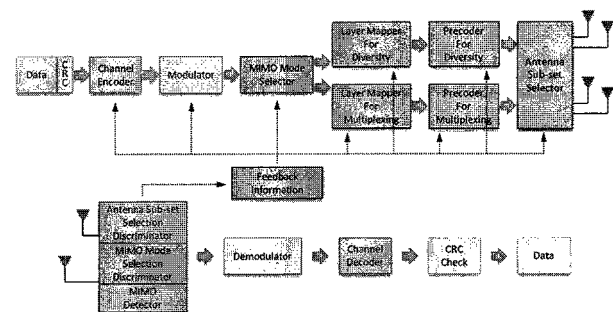 Layer Mapper
For
Diversity
Precoder
For
Diversity
Data
CRC
Channel
Encoder
Modulator
MIMO Mode
Selector
Antenna
Sub-set
Selector
Layer Mapper
For
Multiplexing
Precoder
For
Multiplexing
Feedback
Information
Antenna Sub-set
Selection
Discriminator
MIMO Mode
Selection
Discriminator
MIMO
Detector
Demodulator
Channel
Decoder
CRC
Check
Data